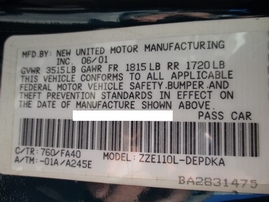 MFD.BY: NEW UNITED MOTOR MANUFACTURING
INC. 06/01
GVWR 3515LB GAWR FR 1815LB RR 1720LB
THIS VEHICLE CONFORMS TO ALL APPLICABLE
FEDERAL MOTOR VEHICLE SAFETY,BUMPER,AND
THEFT PREVENTION STANDARDS IN EFFECT ON
THE DATE OF MANUFACTURE SHOWN ABOVE.
PASS CAR
C/TR: 760/FA40 MODEL: ZZE110L-DEPDKA
A/TM: -01A/A245E
BA2831475